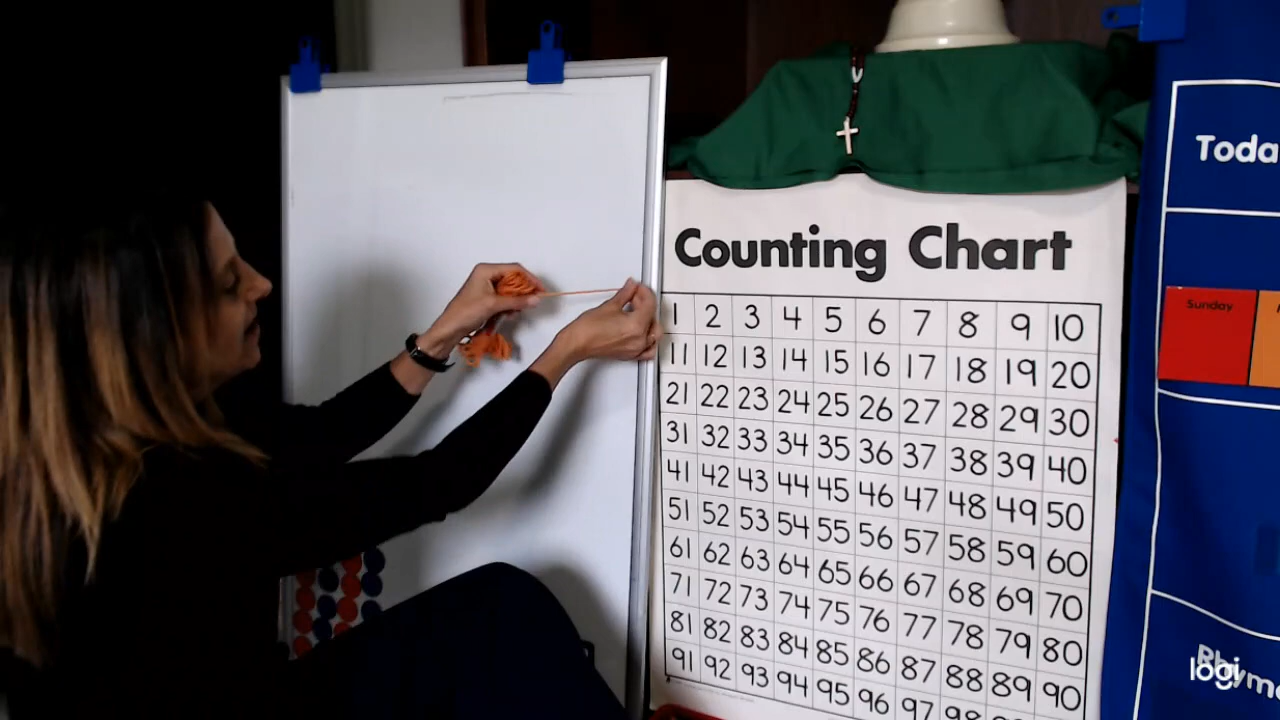 Counting Chart
1 2 3 4 5 6 7 8 9 10
11 12 13 14 15 16 17 18 19 20
21 22 23 24 25 26 27 28 29 30
31 32 33 34 35 36 37 38 39 40
41 42 43 44 45 46 47 48 49 50
51 52 53 54 55 56 57 58 59 60
61 62 63 64 65 66 67 68 69 70
71 72 73 74 75 76 77 78 79 80
81 82 83 84 85 86 87 88 89 90
91 92 93 94 95 96 97 98
Toda
Sunday
Rhyme
logi